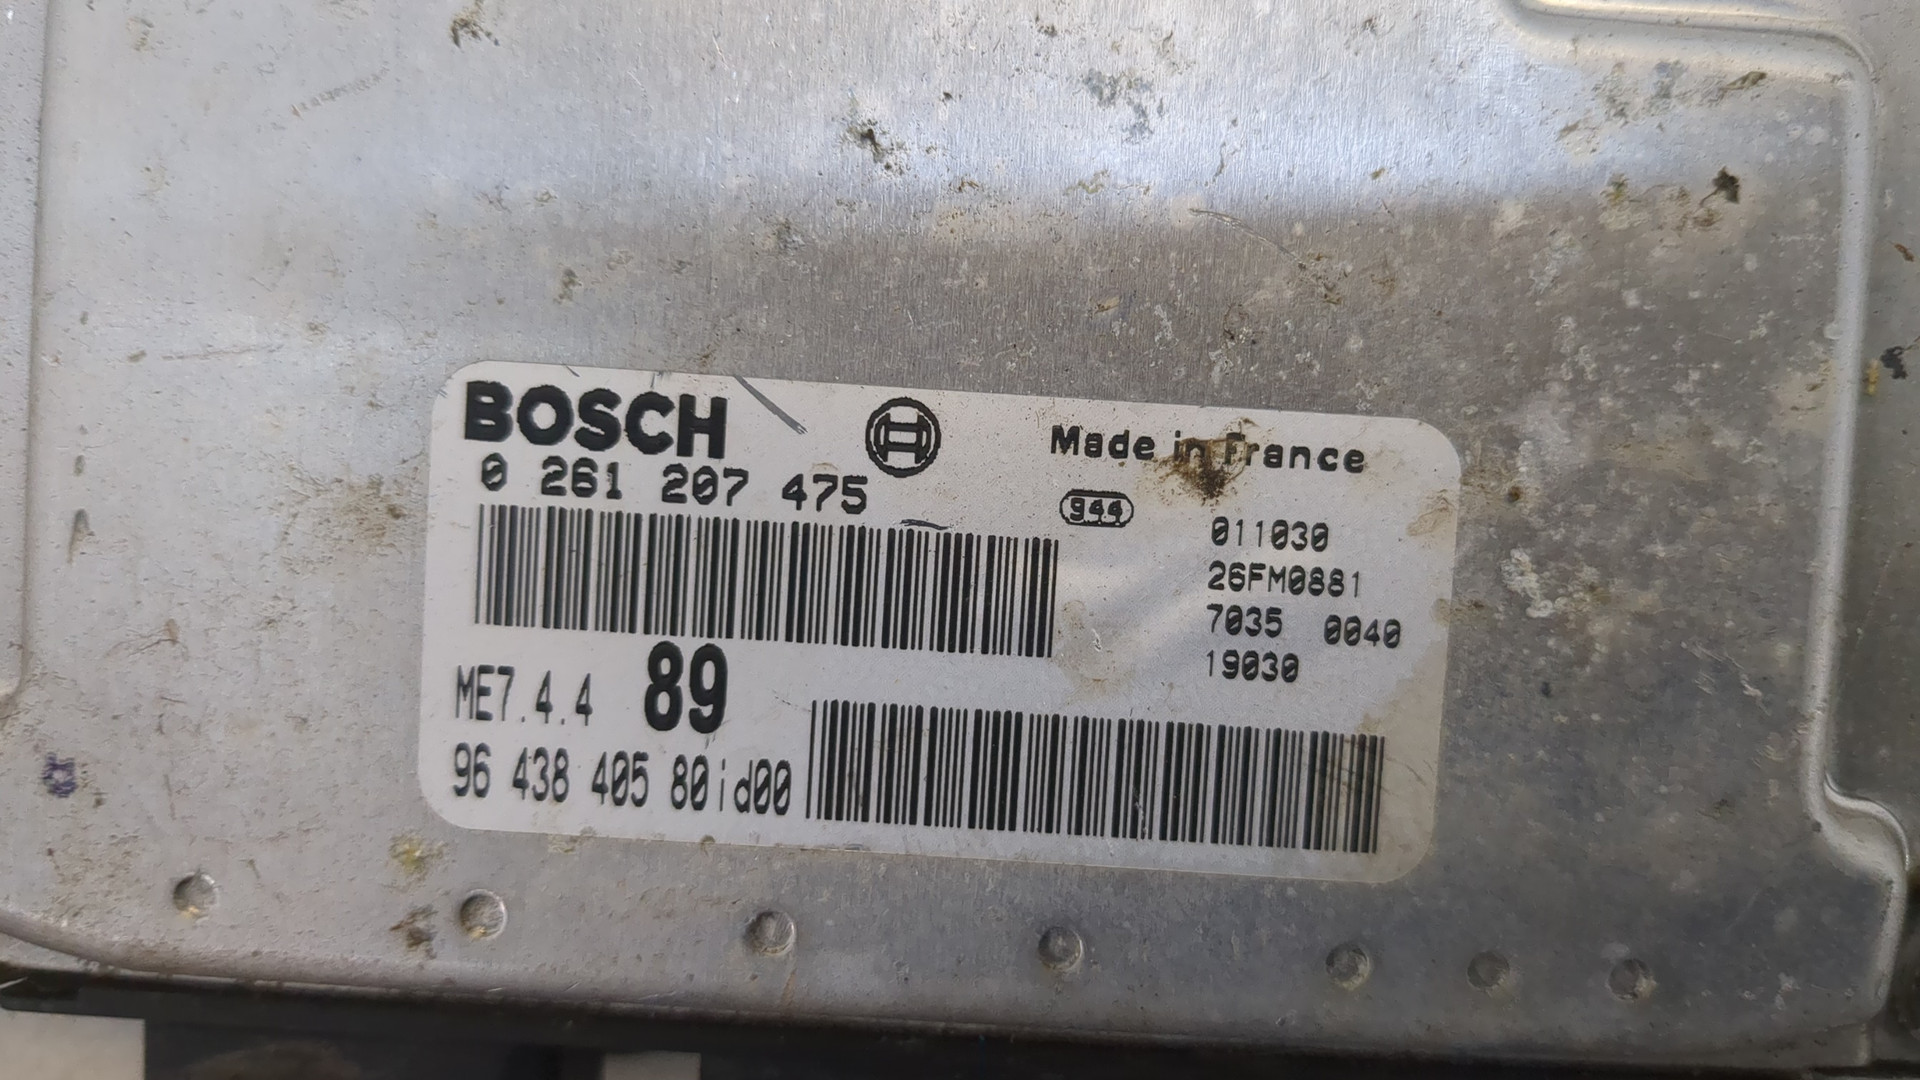 BOSCH
Made in France
0 261 207 475
944
011030
26FM0881
7035 0040
19030
ME7.4.4 89
96 438 405 80id00